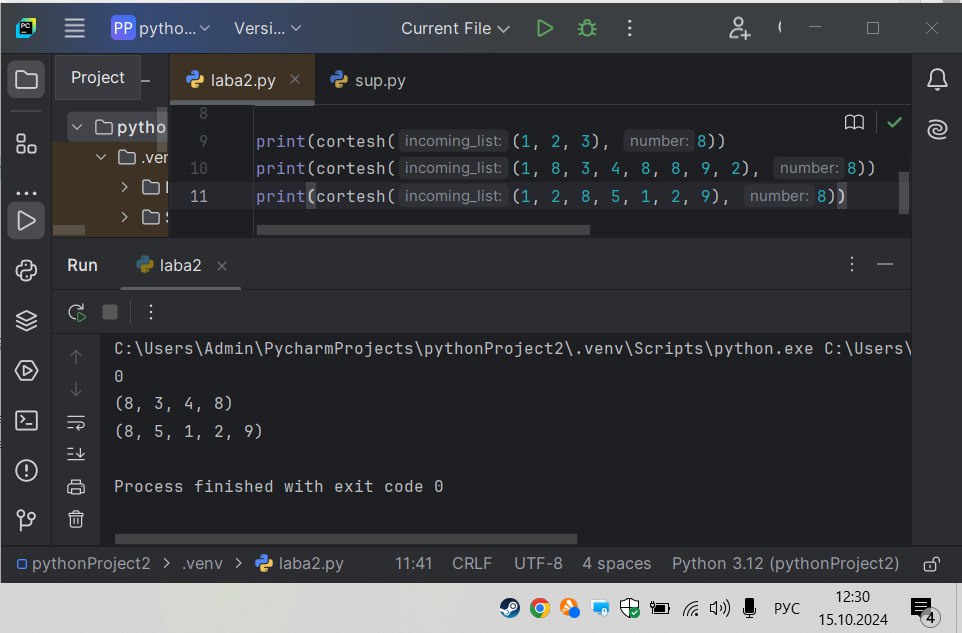 PP pytho... Versi... Current File
Project laba2.py sup.py
pytho
.ver
8
9 print(cortesh( incoming_list: (1, 2, 3), number: 8))
10 print(cortesh( incoming_list: (1, 8, 3, 4, 8, 8, 9, 2), number: 8))
11 print(cortesh( incoming_list: (1, 2, 8, 5, 1, 2, 9), number: 8))
Run laba2
C:\Users\Admin\PycharmProjects\pythonProject2\.venv\Scripts\python.exe C:\Users\
0
(8, 3, 4, 8)
(8, 5, 1, 2, 9)
Process finished with exit code 0
pythonProject2 > .venv > laba2.py 11:41 CRLF UTF-8 4 spaces Python 3.12 (pythonProject2)
РУС
12:30
15.10.2024
4